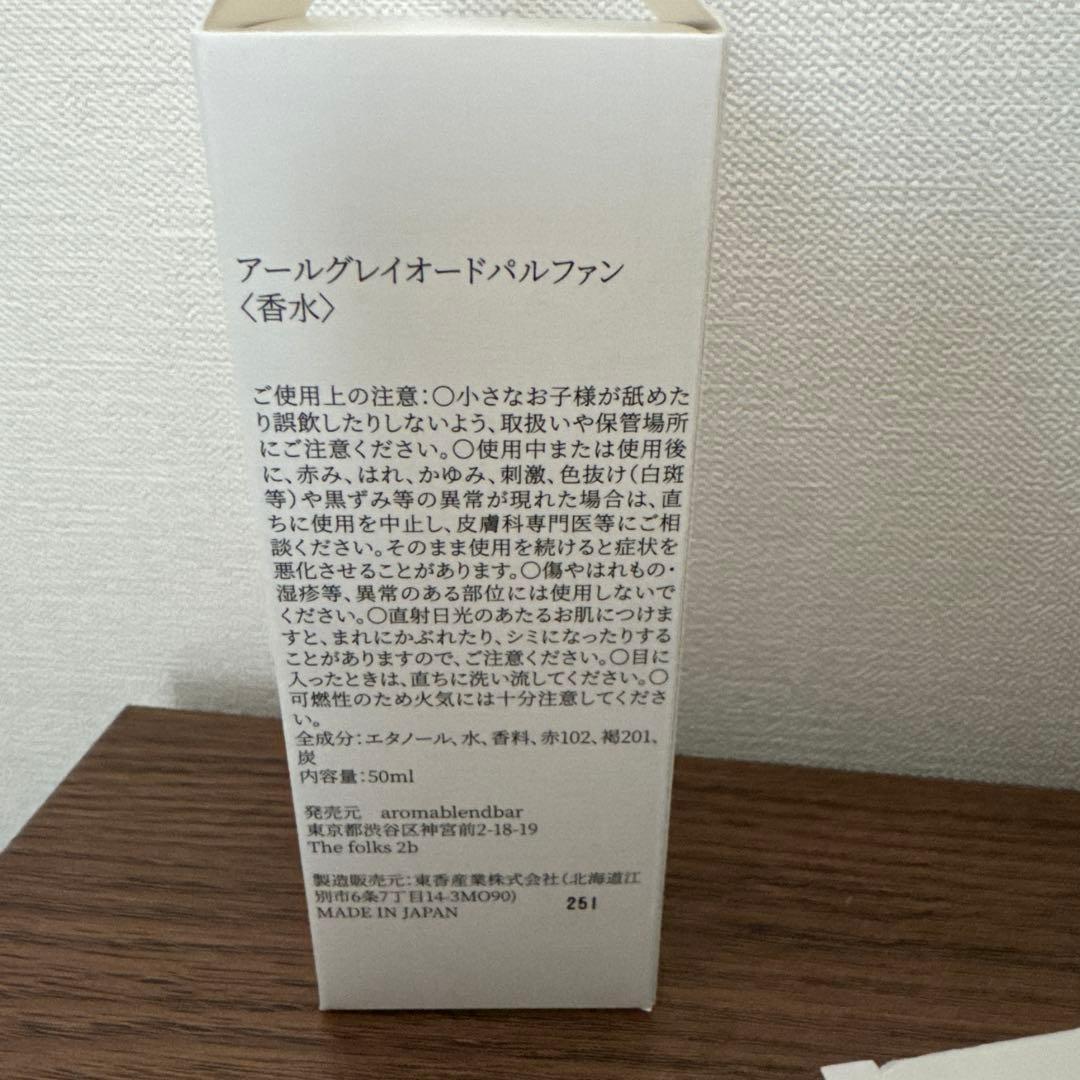 アールグレイオードパルファン
〈香水〉
ご使用上の注意：〇小さなお子様が舐めた
り誤飲したりしないよう、取扱いや保管場所
にご注意ください。〇使用中または使用後
に、赤み、はれ、かゆみ、刺激、色抜け（白斑
等）や黒ずみ等の異常が現れた場合は、直
ちに使用を中止し、皮膚科専門医等にご相
談ください。そのまま使用を続けると症状を
悪化させることがあります。〇傷やはれもの・
湿疹等、異常のある部位には使用しないで
ください。〇直射日光のあたるお肌につけま
すと、まれにかぶれたり、シミになったりする
ことがありますので、ご注意ください。〇目に
入ったときは、直ちに洗い流してください。〇
可燃性のため火気には十分注意してくださ
い。
全成分：エタノール、水、香料、赤102、褐201、
炭
内容量：50ml
発売元　aromablendbar
東京都渋谷区神宮前2-18-19
The folks 2b
製造販売元：東香産業株式会社（北海道江
別市6条7丁目14-3MO90）
MADE IN JAPAN
251